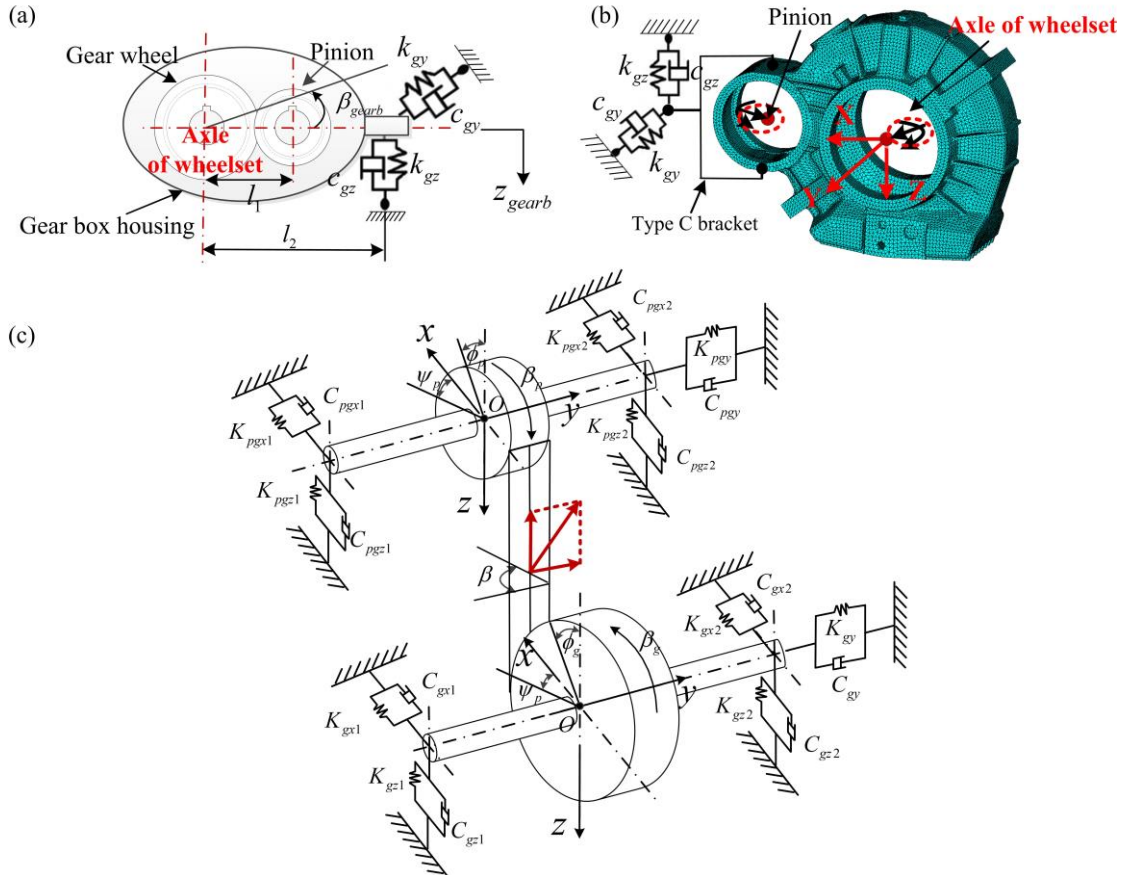 (a)
Gear wheel
Pinion
k_gy
β_gearb
c_gy
Axle
of wheelset
l_1
c_gz
k_gz
z_gearb
Gear box housing
l_2
(b)
Pinion
Axle of wheelset
k_gz
c_gz
c_gy
k_gy
X
Y
Z
Type C bracket
(c)
C_pgx2
K_pgx2
K_pgy
C_pgy
x
ϕ_p
ψ_p
β_p
C_pgx1
K_pgx1
O
y
K_pgz2
C_pgz2
K_pgz1
C_pgz1
z
β
C_gx2
K_gx2
K_gy
C_gy
ϕ_g
β_g
x
ψ_p
C_gx1
K_gx1
O
y
K_gz2
C_gz2
K_gz1
C_gz1
z